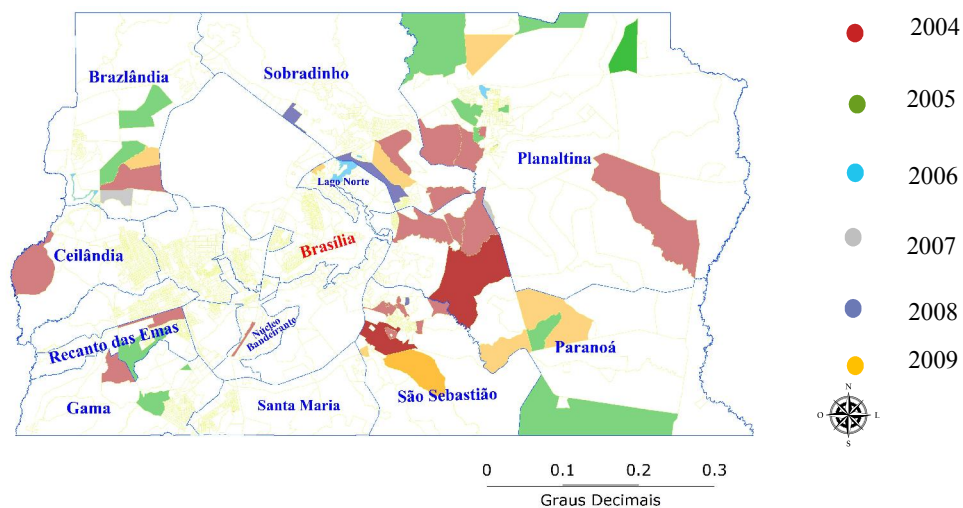 Brazlândia
Sobradinho
Planaltina
Lago Norte
Brasília
Ceilândia
Recanto das Emas
Núcleo
Bandeirante
Paranoá
Gama
Santa Maria
São Sebastião
2004
2005
2006
2007
2008
2009
N
O L
S
0 0.1 0.2 0.3
Graus Decimais